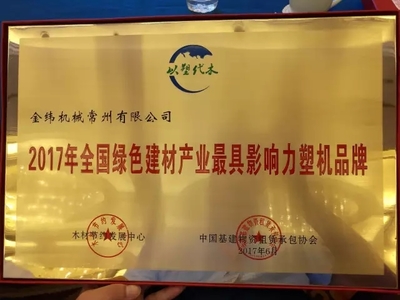 以塑代木
金纬机械常州有限公司
2017年全国绿色建材产业最具影响力塑机品牌
木材节约发展中心
中国基建物资租赁承包协会
2017年6月